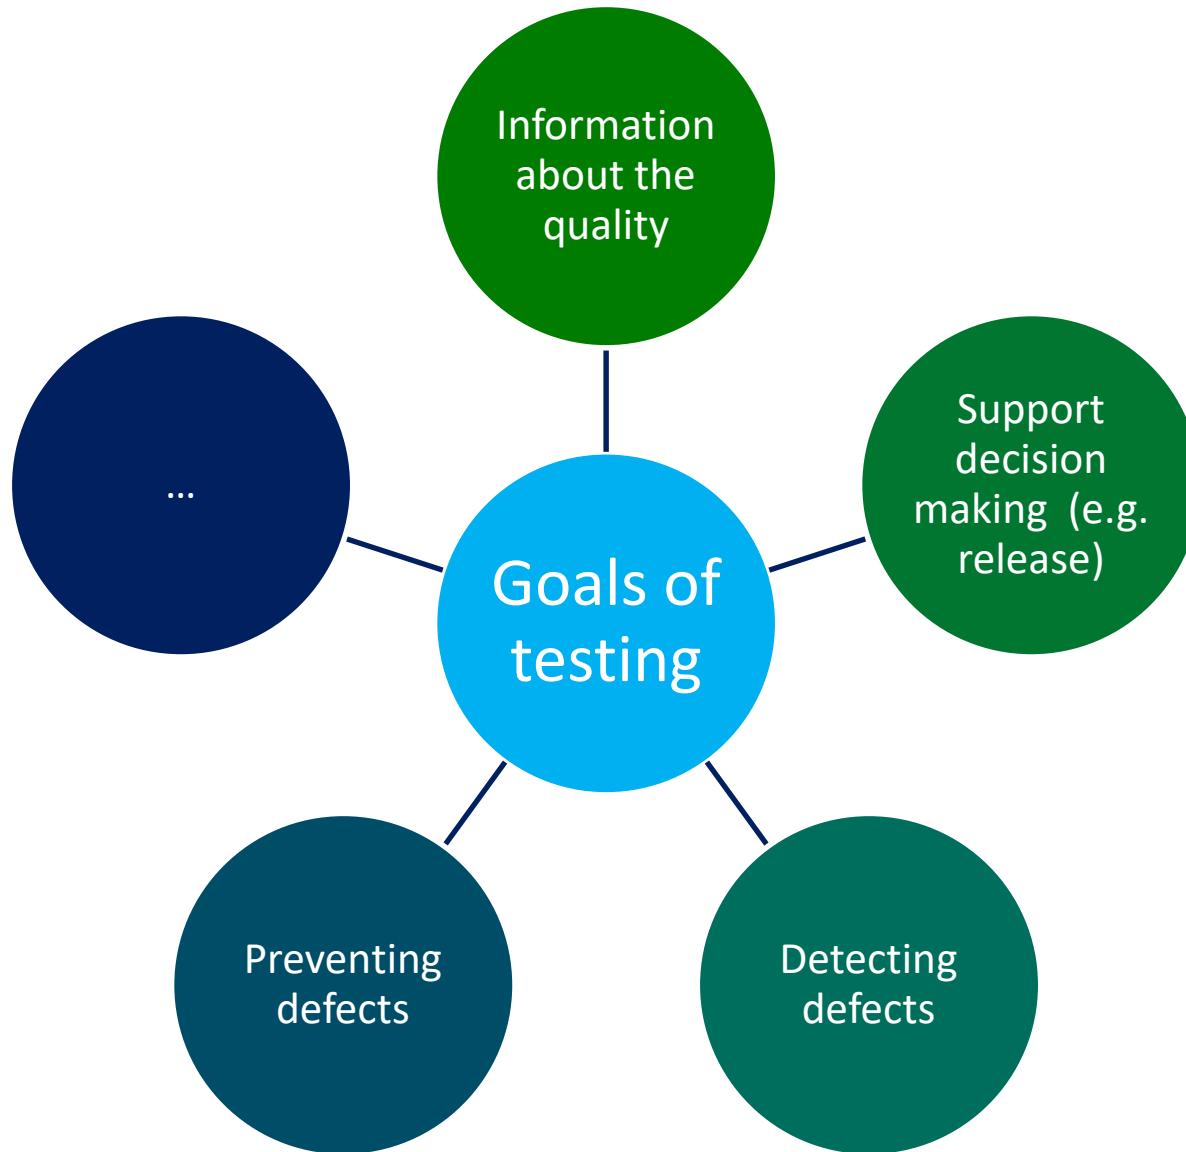 Information
about the
quality
Support
decision
making (e.g.
release)
...
Goals of
testing
Preventing
defects
Detecting
defects